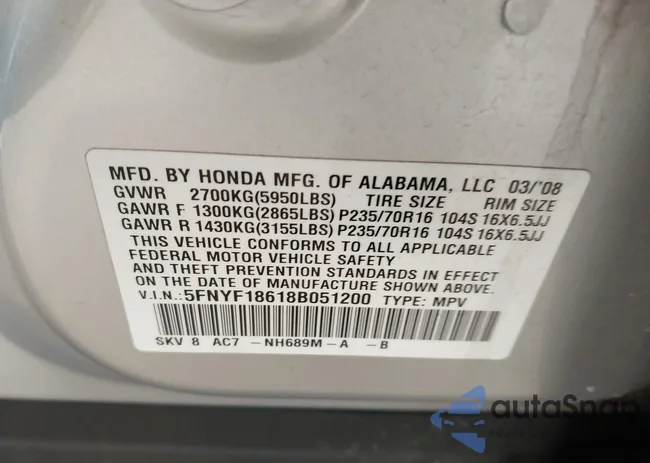 MFD. BY HONDA MFG. OF ALABAMA, LLC 03/'08
GVWR 2700KG(5950LBS) TIRE SIZE RIM SIZE
GAWR F 1300KG(2865LBS) P235/70R16 104S 16X6.5JJ
GAWR R 1430KG(3155LBS) P235/70R16 104S 16X6.5JJ
THIS VEHICLE CONFORMS TO ALL APPLICABLE
FEDERAL MOTOR VEHICLE SAFETY
AND THEFT PREVENTION STANDARDS IN EFFECT
ON THE DATE OF MANUFACTURE SHOWN ABOVE.
V.I.N.: 5FNYF18618B051200 TYPE: MPV
SKV 8 AC7 -NH689M-A -B
autaSnap